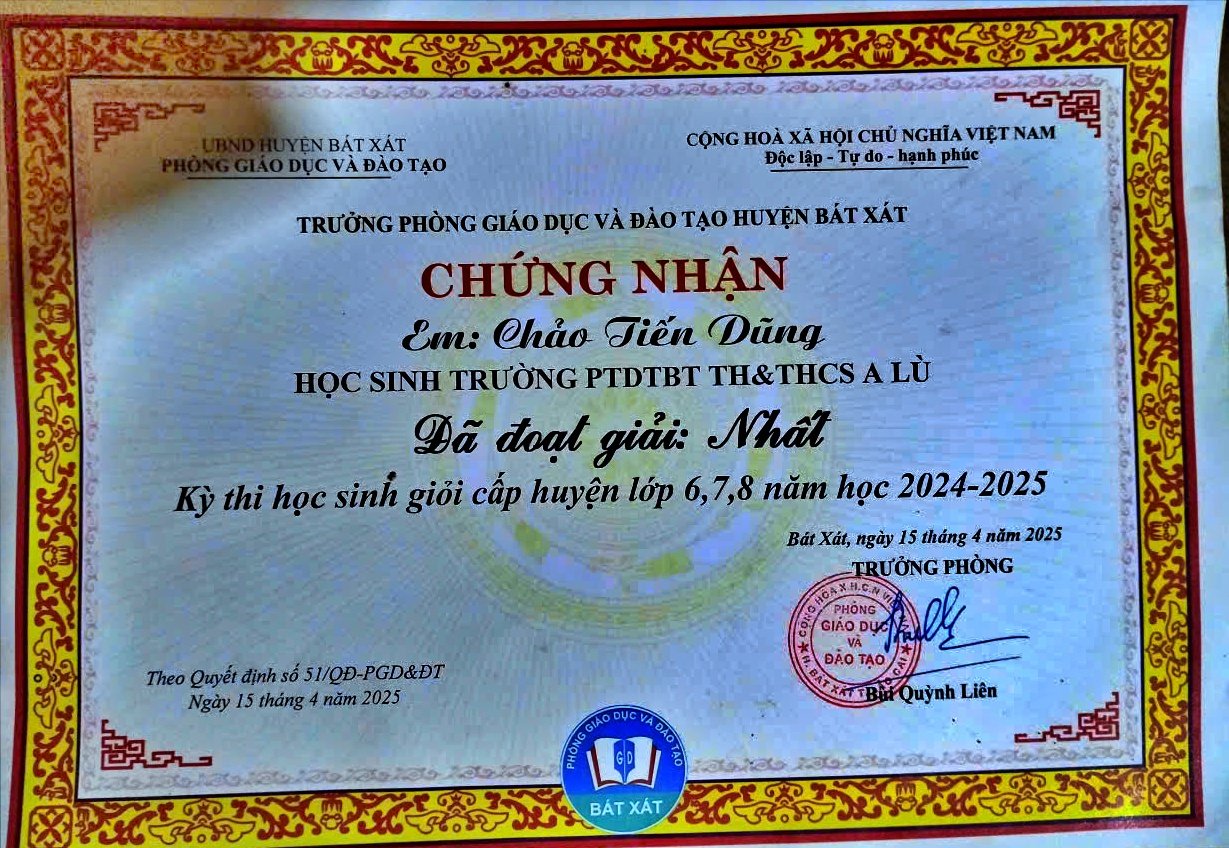 UBND HUYỆN BÁT XÁT
PHÒNG GIÁO DỤC VÀ ĐÀO TẠO
CỘNG HOÀ XÃ HỘI CHỦ NGHĨA VIỆT NAM
Độc lập - Tự do - hạnh phúc
TRƯỞNG PHÒNG GIÁO DỤC VÀ ĐÀO TẠO HUYỆN BÁT XÁT
CHỨNG NHẬN
Em: Chảo Tiến Dũng
HỌC SINH TRƯỜNG PTDTBT TH&THCS A LÙ
Đã đoạt giải: Nhất
Kỳ thi học sinh giỏi cấp huyện lớp 6,7,8 năm học 2024-2025
Bát Xát, ngày 15 tháng 4 năm 2025
TRƯỞNG PHÒNG
PHÒNG
GIÁO DỤC
VÀ
ĐÀO TẠO
Bùi Quỳnh Liên
Theo Quyết định số 51/QĐ-PGD&ĐT
Ngày 15 tháng 4 năm 2025
PHÒNG GIÁO DỤC VÀ ĐÀO TẠO
GD
BÁT XÁT